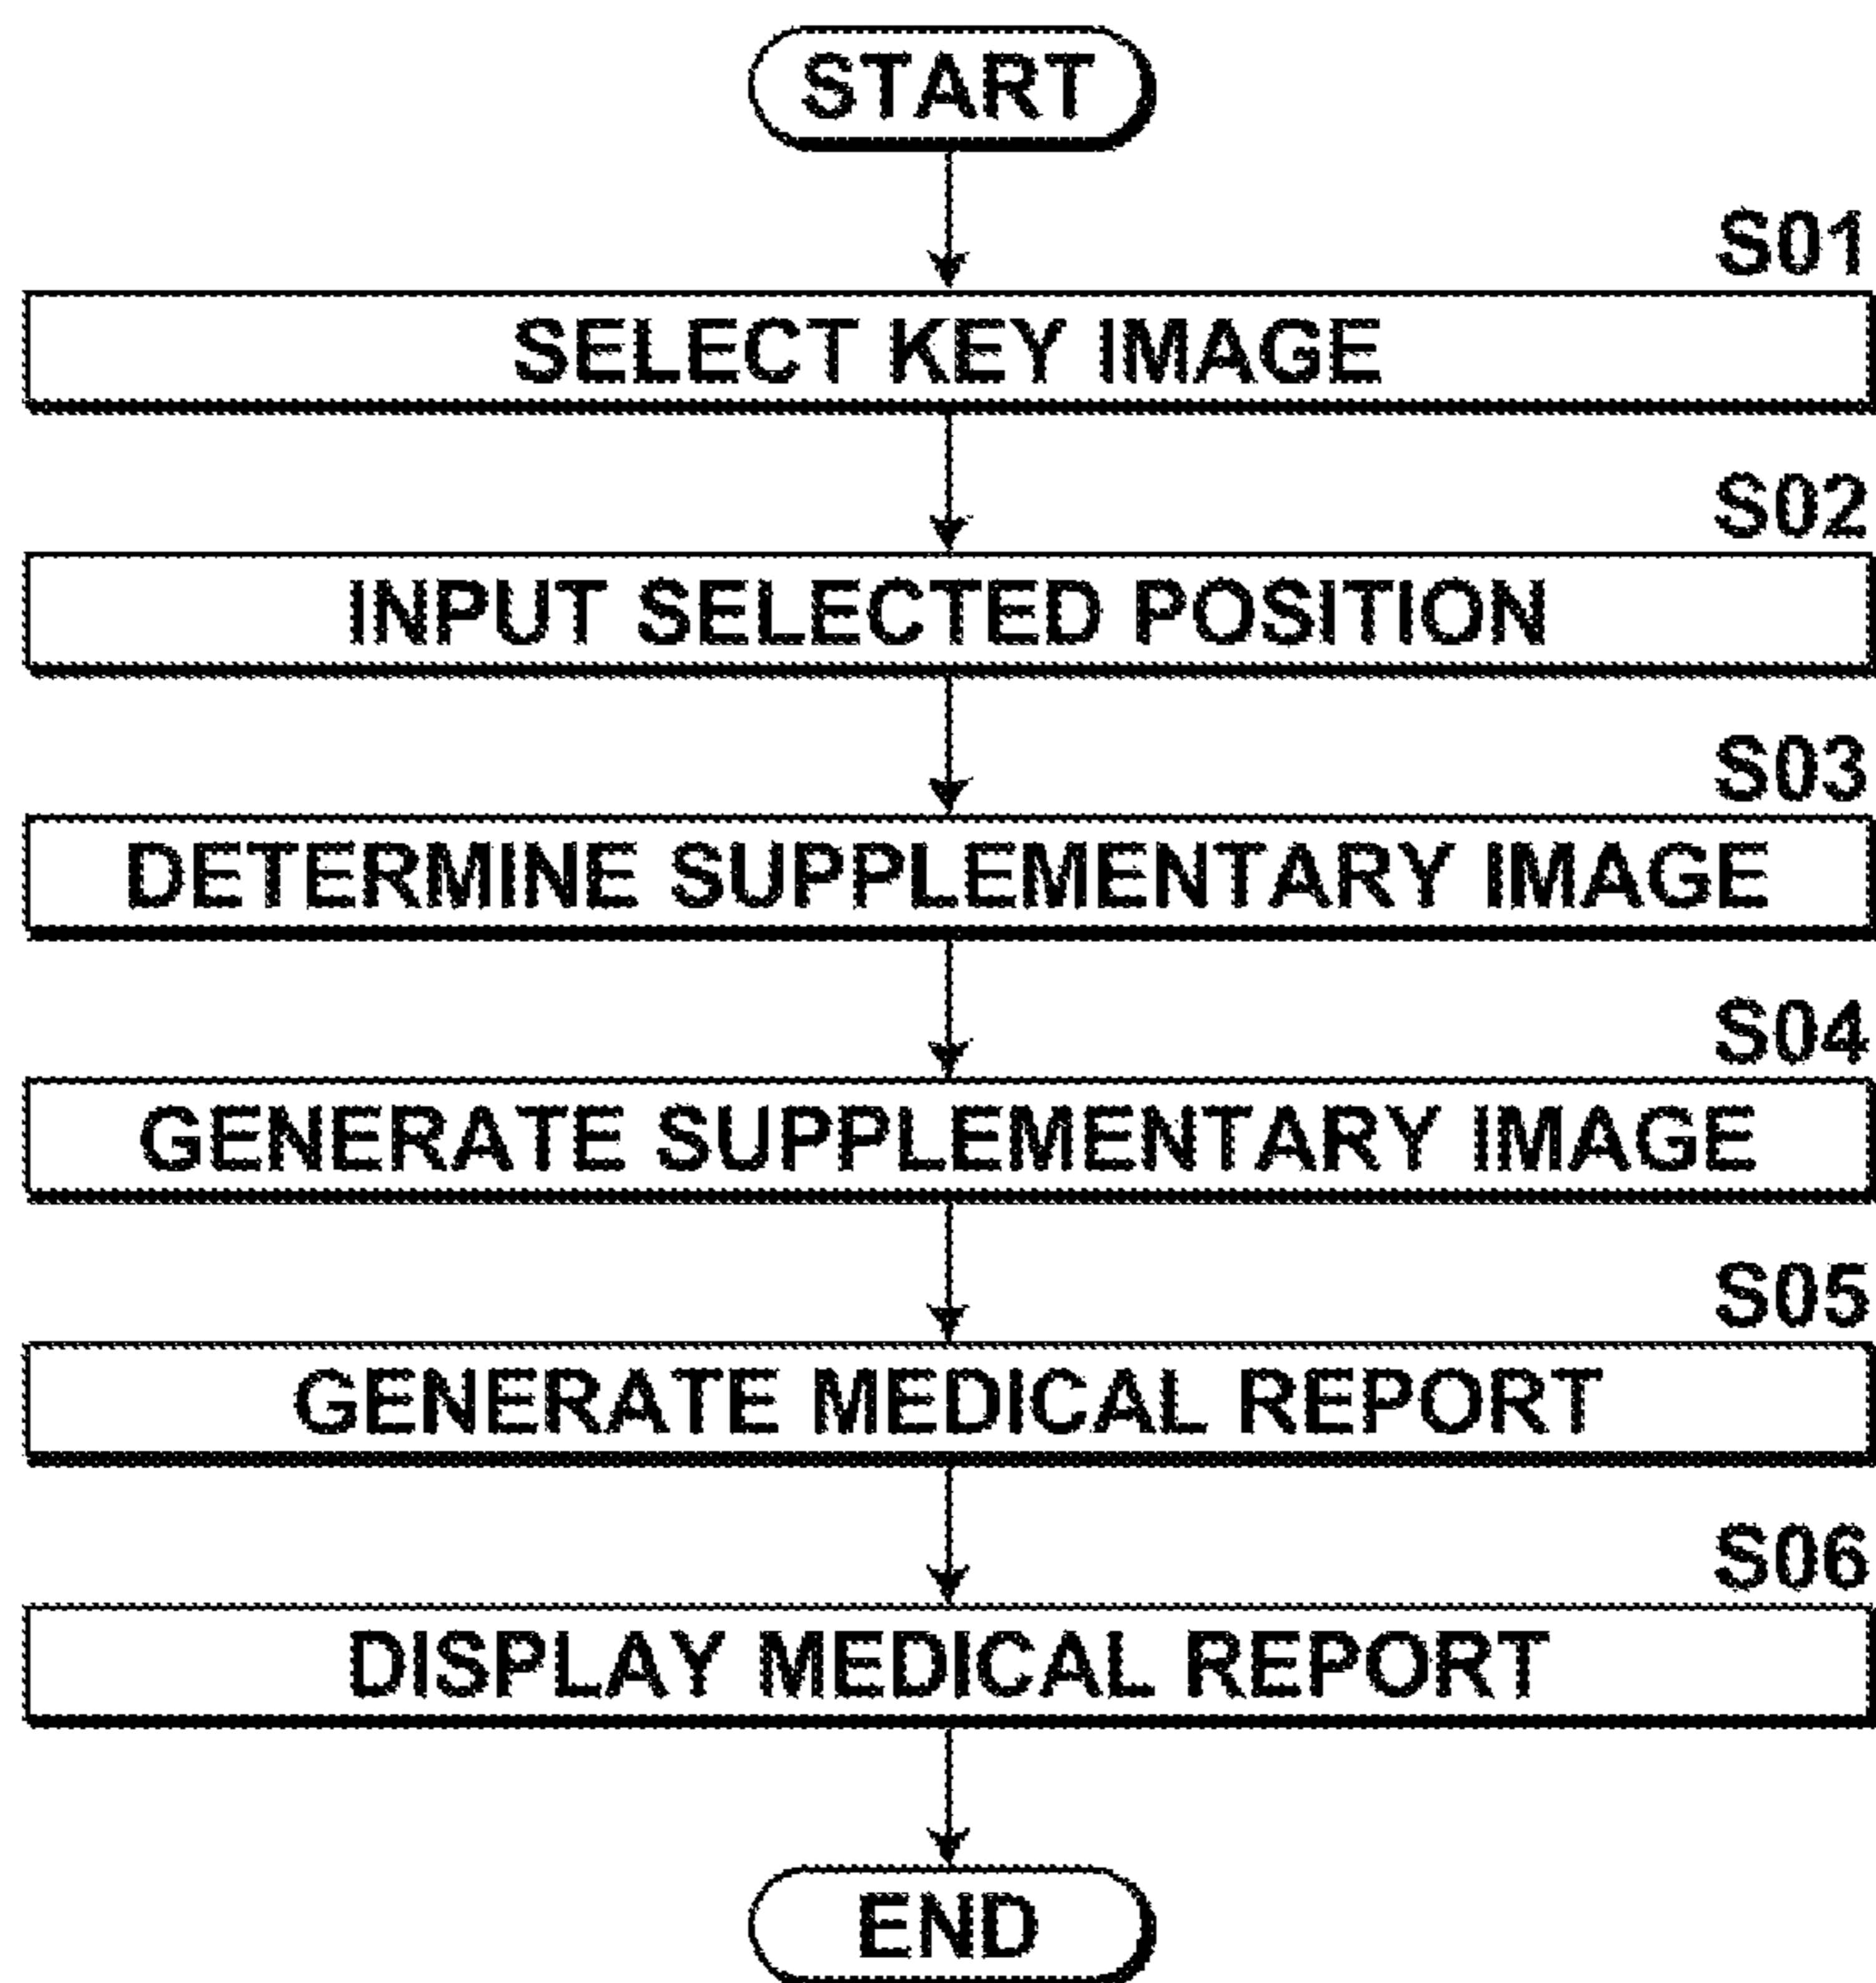 START
S01
SELECT KEY IMAGE
S02
INPUT SELECTED POSITION
S03
DETERMINE SUPPLEMENTARY IMAGE
S04
GENERATE SUPPLEMENTARY IMAGE
S05
GENERATE MEDICAL REPORT
S06
DISPLAY MEDICAL REPORT
END